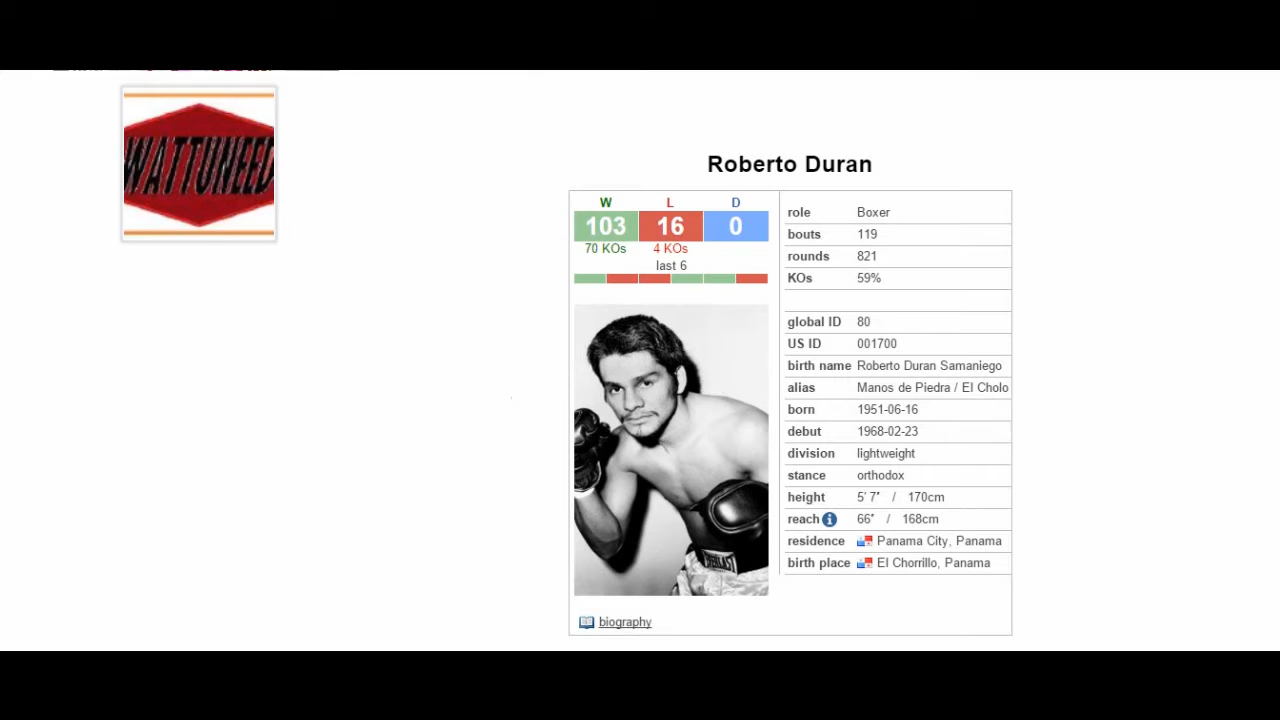 WATTUNEED
Roberto Duran
W L D
103 16 0
70 KOs 4 KOs
last 6
role Boxer
bouts 119
rounds 821
KOs 59%
global ID 80
US ID 001700
birth name Roberto Duran Samaniego
alias Manos de Piedra / El Cholo
born 1951-06-16
debut 1968-02-23
division lightweight
stance orthodox
height 5′ 7″ / 170cm
reach 66″ / 168cm
residence Panama City, Panama
birth place El Chorrillo, Panama
EVERLAST
biography